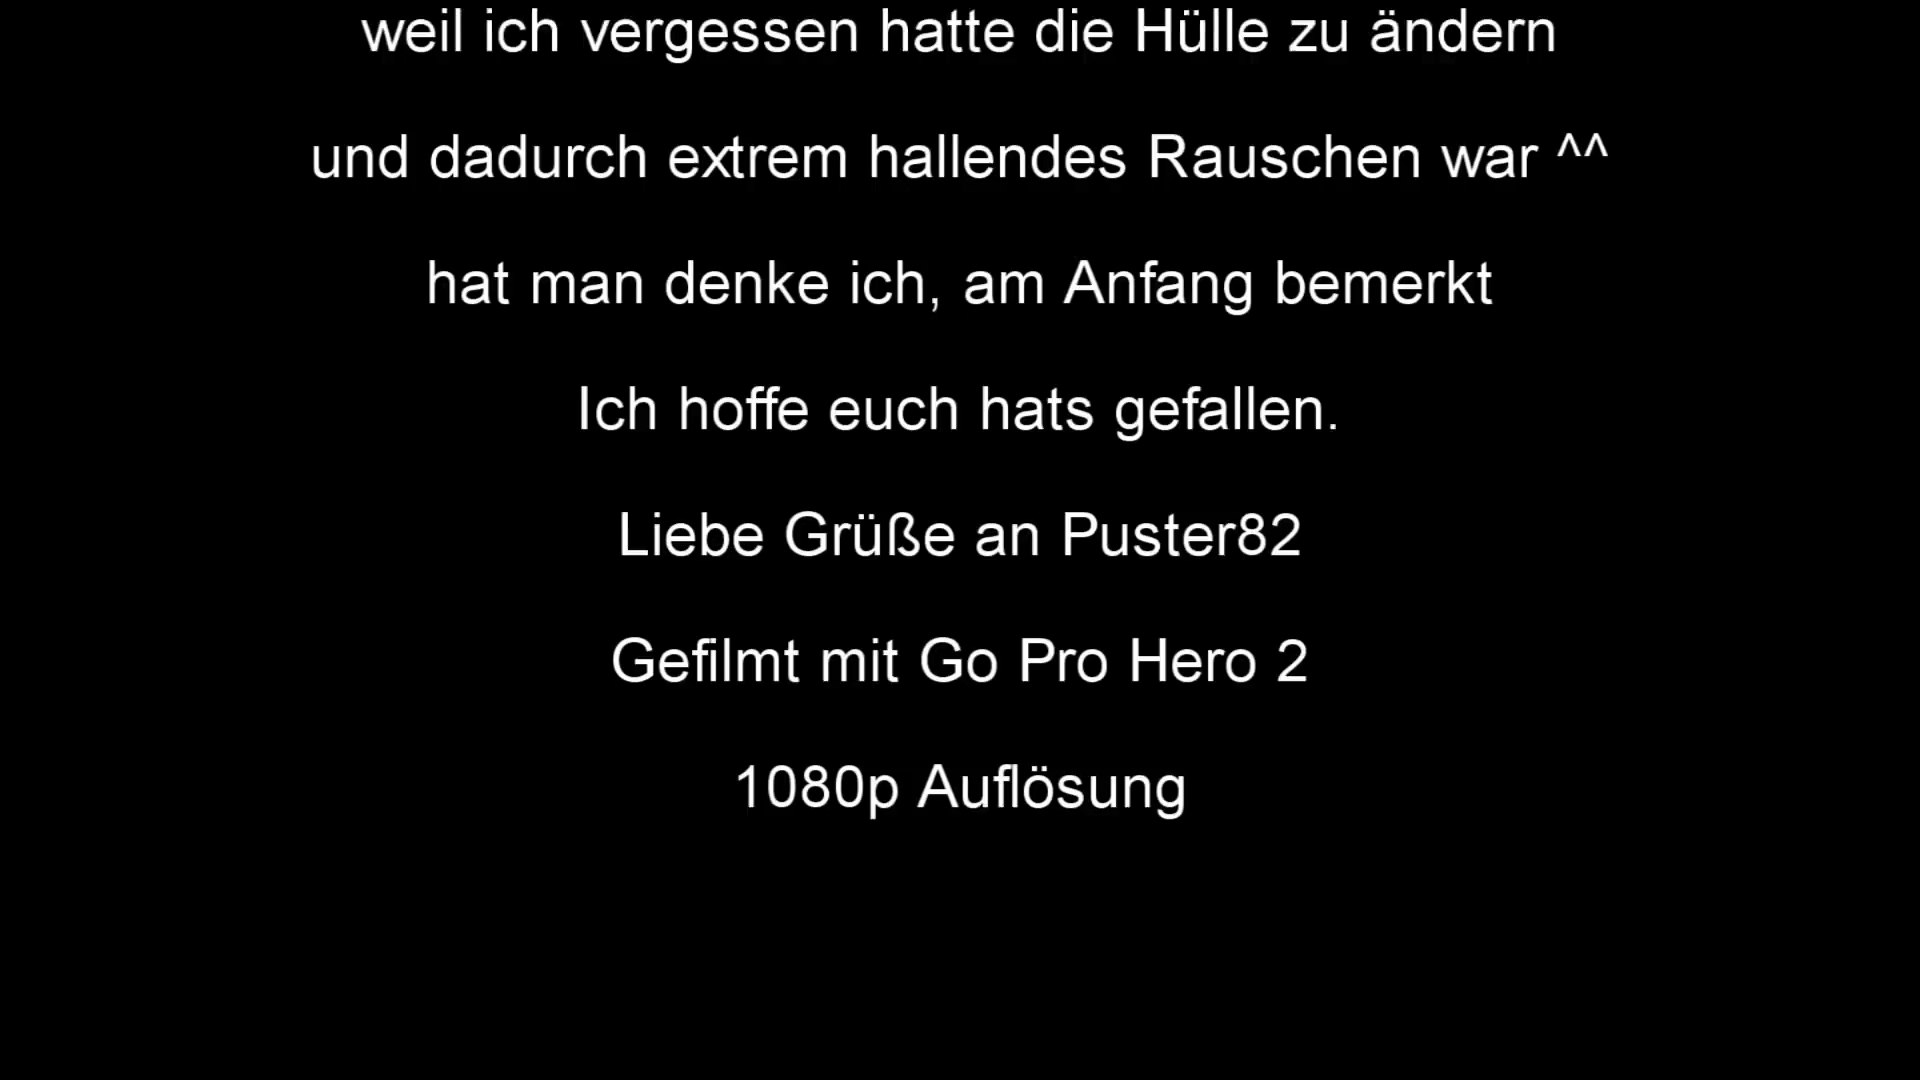 weil ich vergessen hatte die Hülle zu ändern
und dadurch extrem hallendes Rauschen war ^^
hat man denke ich, am Anfang bemerkt
Ich hoffe euch hats gefallen.
Liebe Grüße an Puster82
Gefilmt mit Go Pro Hero 2
1080p Auflösung